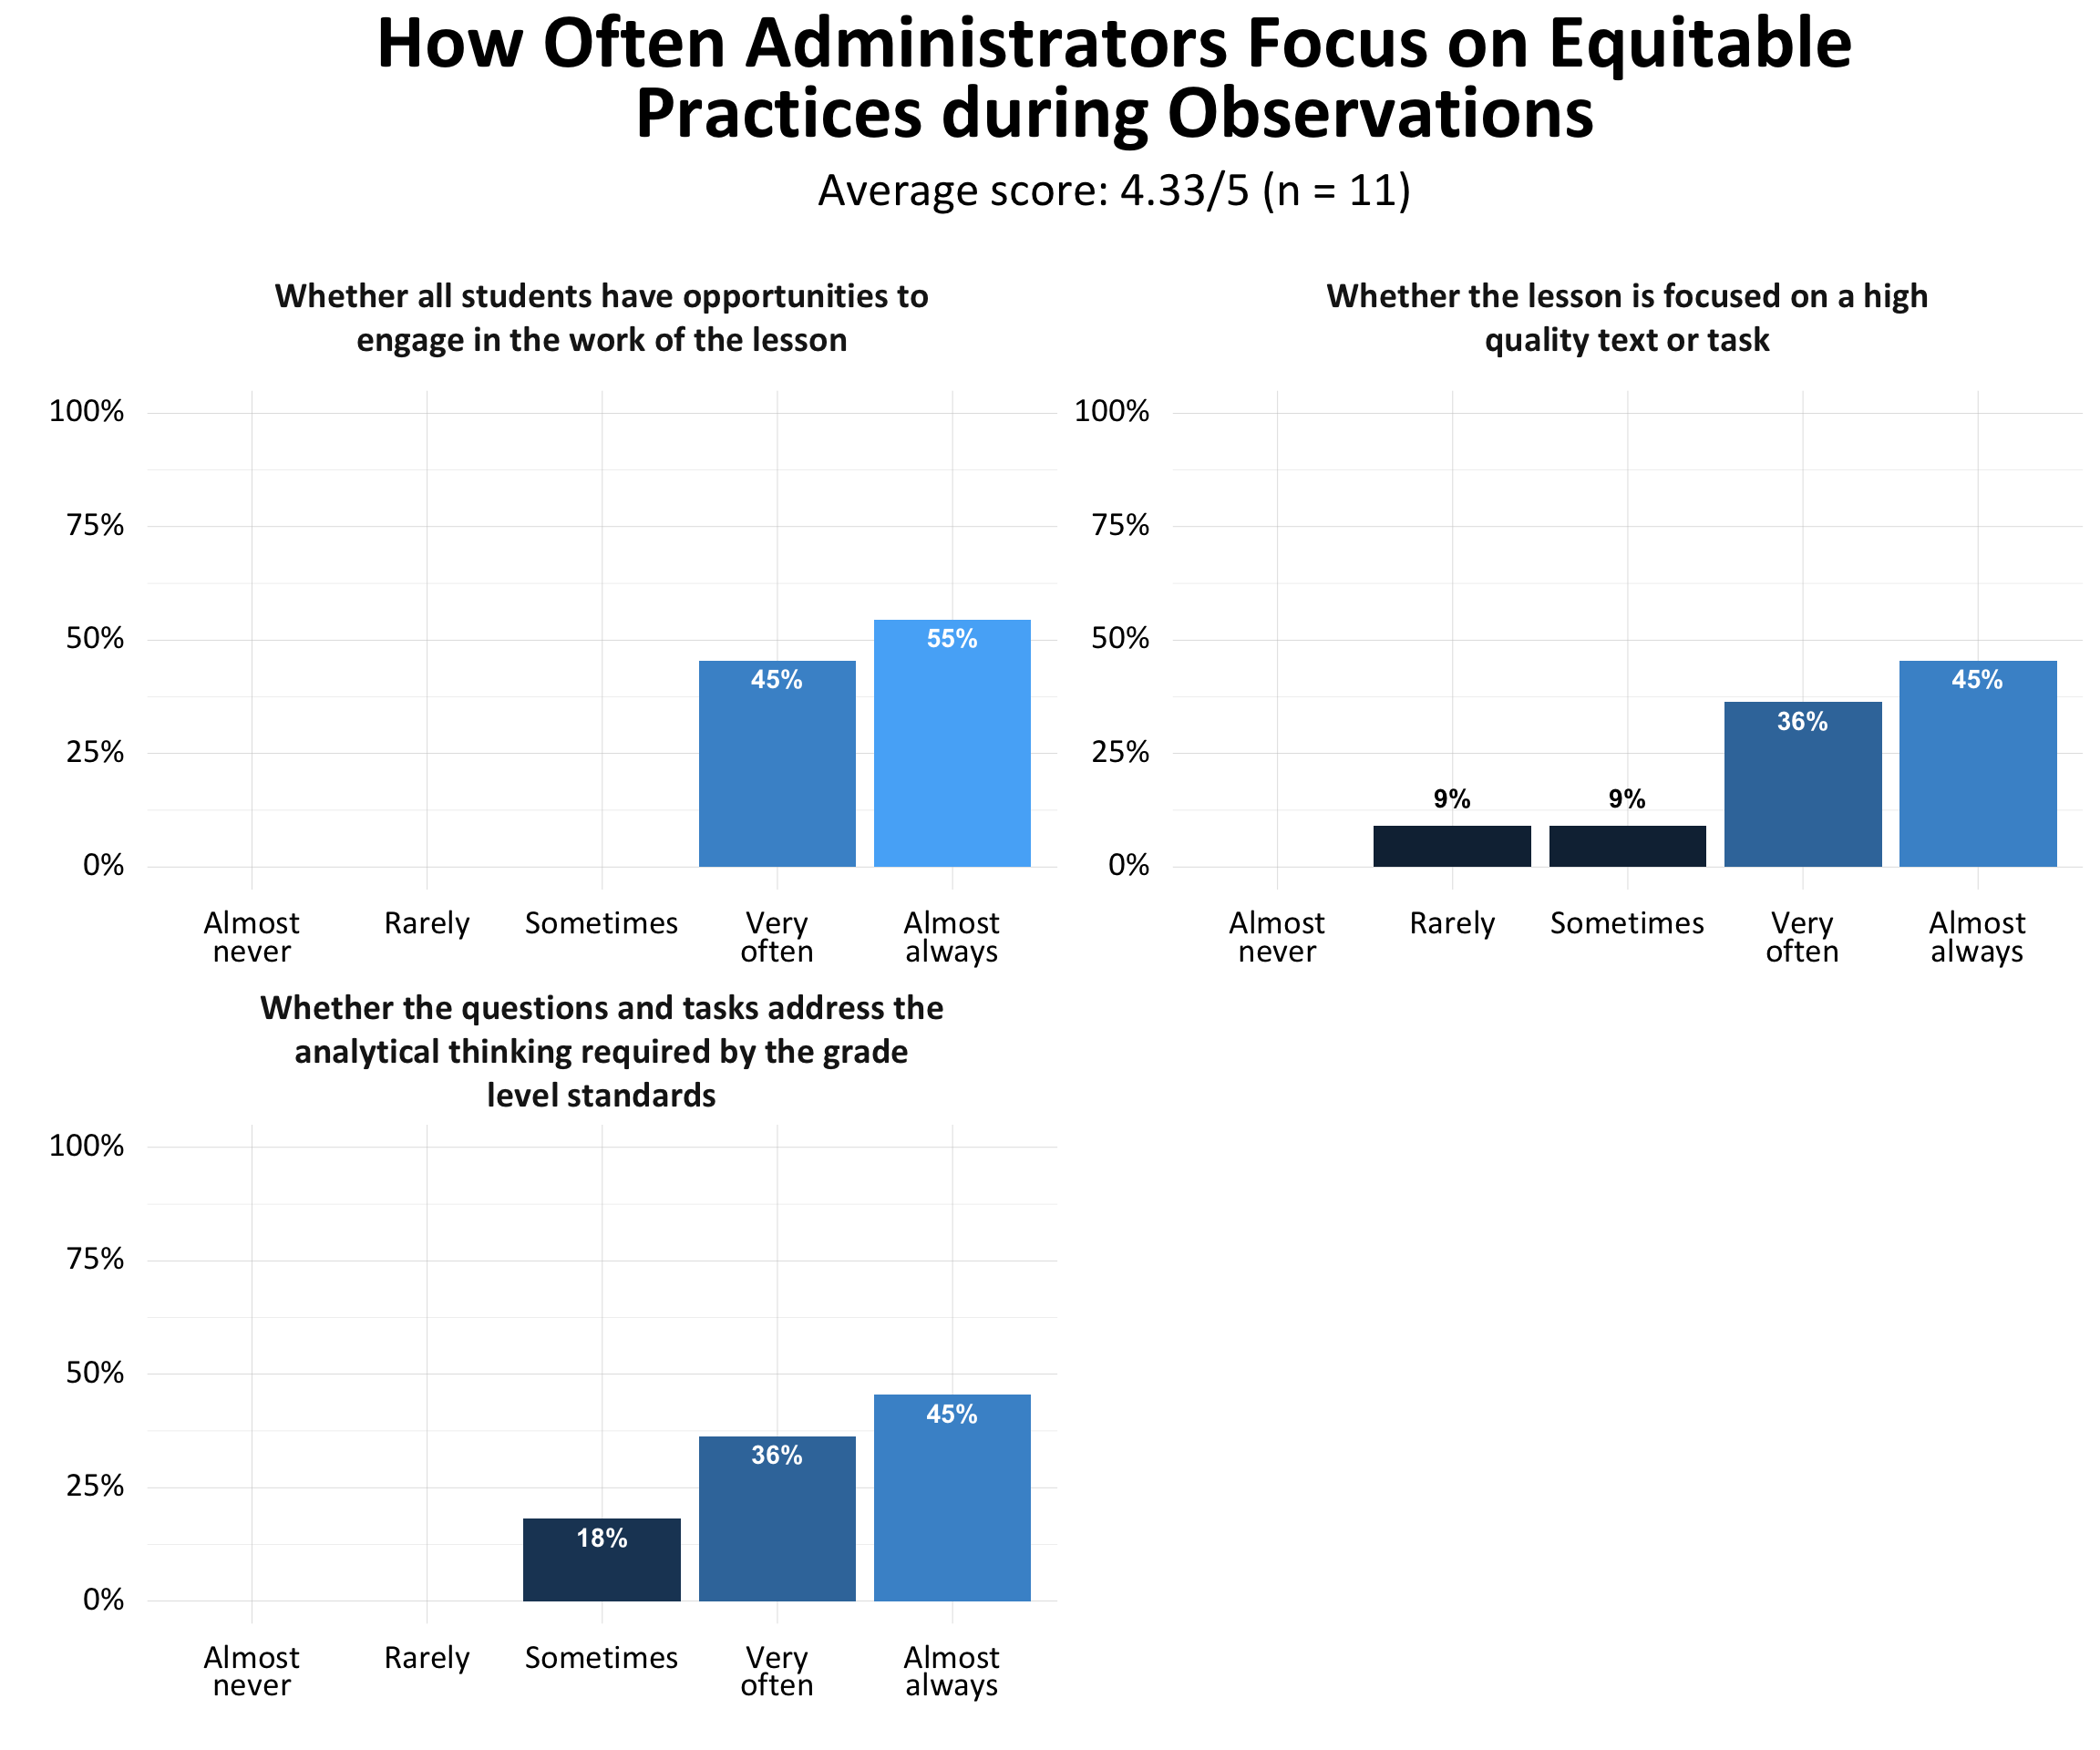 How Often Administrators Focus on Equitable
Practices during Observations
Average score: 4.33/5 (n = 11)
Whether all students have opportunities to
engage in the work of the lesson
100%
75%
50%
25%
0%
45%
55%
Almost
never
Rarely
Sometimes
Very
often
Almost
always
Whether the lesson is focused on a high
quality text or task
100%
75%
50%
25%
0%
9%
9%
36%
45%
Almost
never
Rarely
Sometimes
Very
often
Almost
always
Whether the questions and tasks address the
analytical thinking required by the grade
level standards
100%
75%
50%
25%
0%
18%
36%
45%
Almost
never
Rarely
Sometimes
Very
often
Almost
always